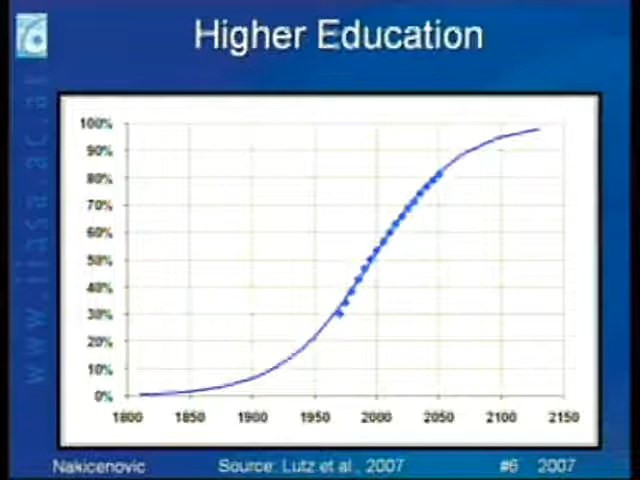 Higher Education
www.iiasa.ac.at
100%
90%
80%
70%
60%
50%
40%
30%
20%
10%
0%
1800 1850 1900 1950 2000 2050 2100 2150
Nakicenovic Source: Lutz et al., 2007 #6 2007